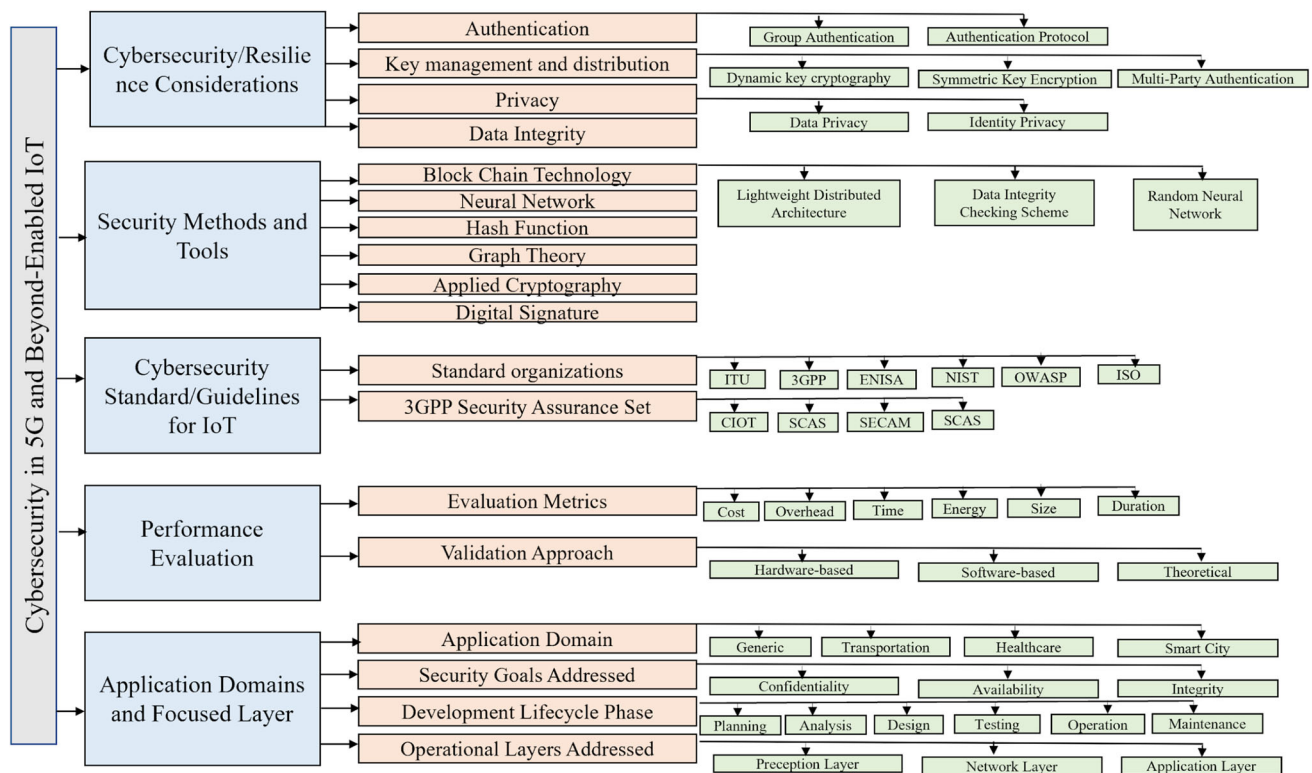 Cybersecurity in 5G and Beyond-Enabled IoT
Cybersecurity/Resilie
nce Considerations
Authentication
Group Authentication
Authentication Protocol
Key management and distribution
Dynamic key cryptography
Symmetric Key Encryption
Multi-Party Authentication
Privacy
Data Privacy
Identity Privacy
Data Integrity
Security Methods and
Tools
Block Chain Technology
Lightweight Distributed
Architecture
Data Integrity
Checking Scheme
Random Neural
Network
Neural Network
Hash Function
Graph Theory
Applied Cryptography
Digital Signature
Cybersecurity
Standard/Guidelines
for IoT
Standard organizations
ITU
3GPP
ENISA
NIST
OWASP
ISO
3GPP Security Assurance Set
CIOT
SCAS
SECAM
SCAS
Performance
Evaluation
Evaluation Metrics
Cost
Overhead
Time
Energy
Size
Duration
Validation Approach
Hardware-based
Software-based
Theoretical
Application Domains
and Focused Layer
Application Domain
Generic
Transportation
Healthcare
Smart City
Security Goals Addressed
Confidentiality
Availability
Integrity
Development Lifecycle Phase
Planning
Analysis
Design
Testing
Operation
Maintenance
Operational Layers Addressed
Preception Layer
Network Layer
Application Layer